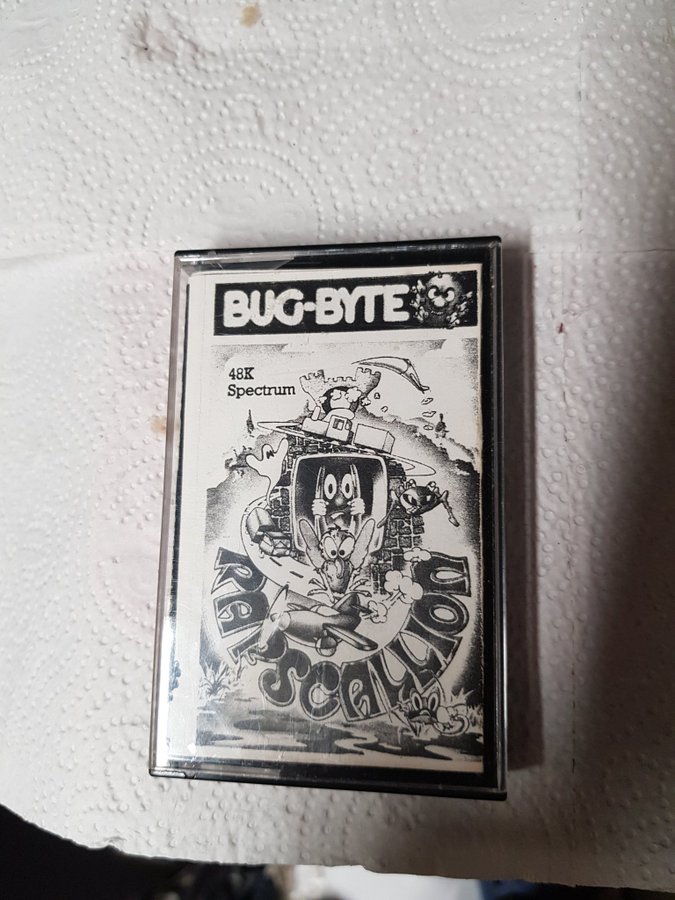 BUG-BYTE
48K
Spectrum
RAPSCALLION